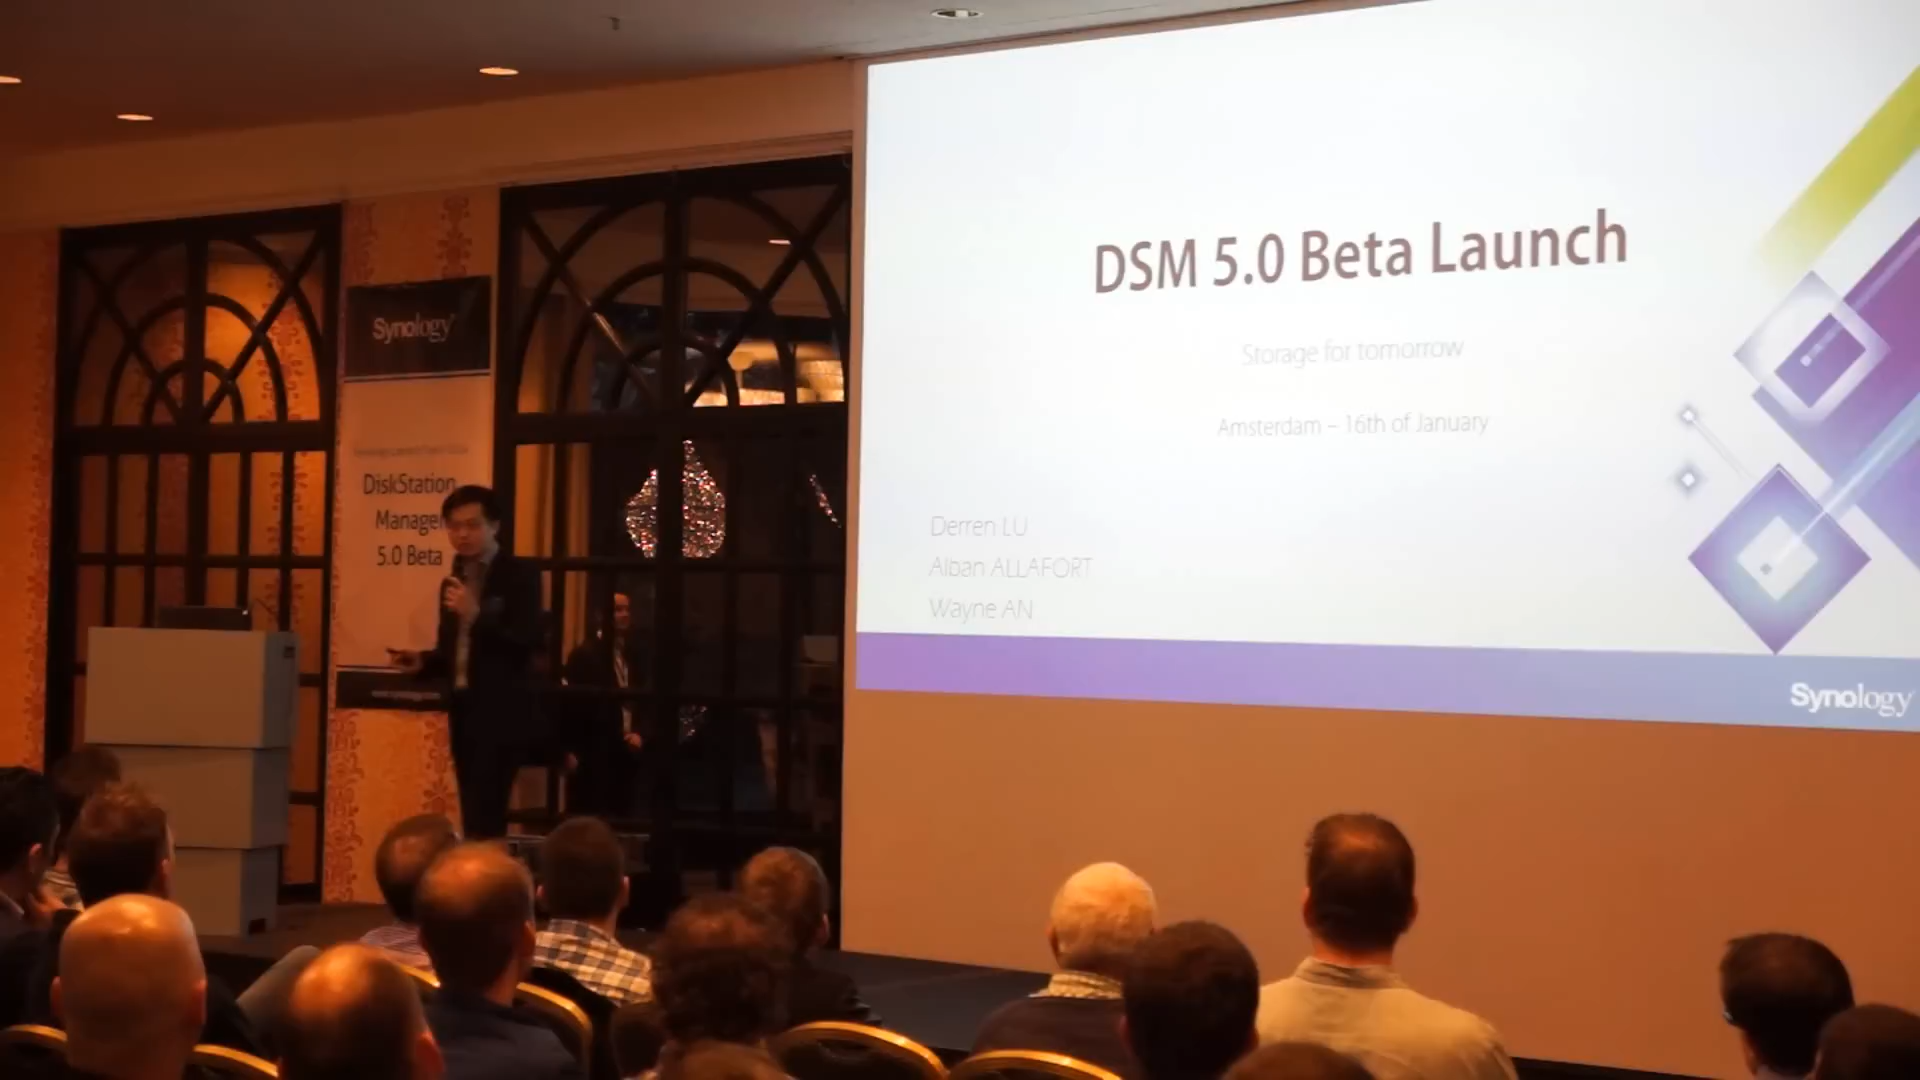 Synology
DiskStation
Manager
5.0 Beta
DSM 5.0 Beta Launch
Storage for tomorrow
Amsterdam – 16th of January
Derren LU
Alban ALLAFORT
Wayne AN
Synology